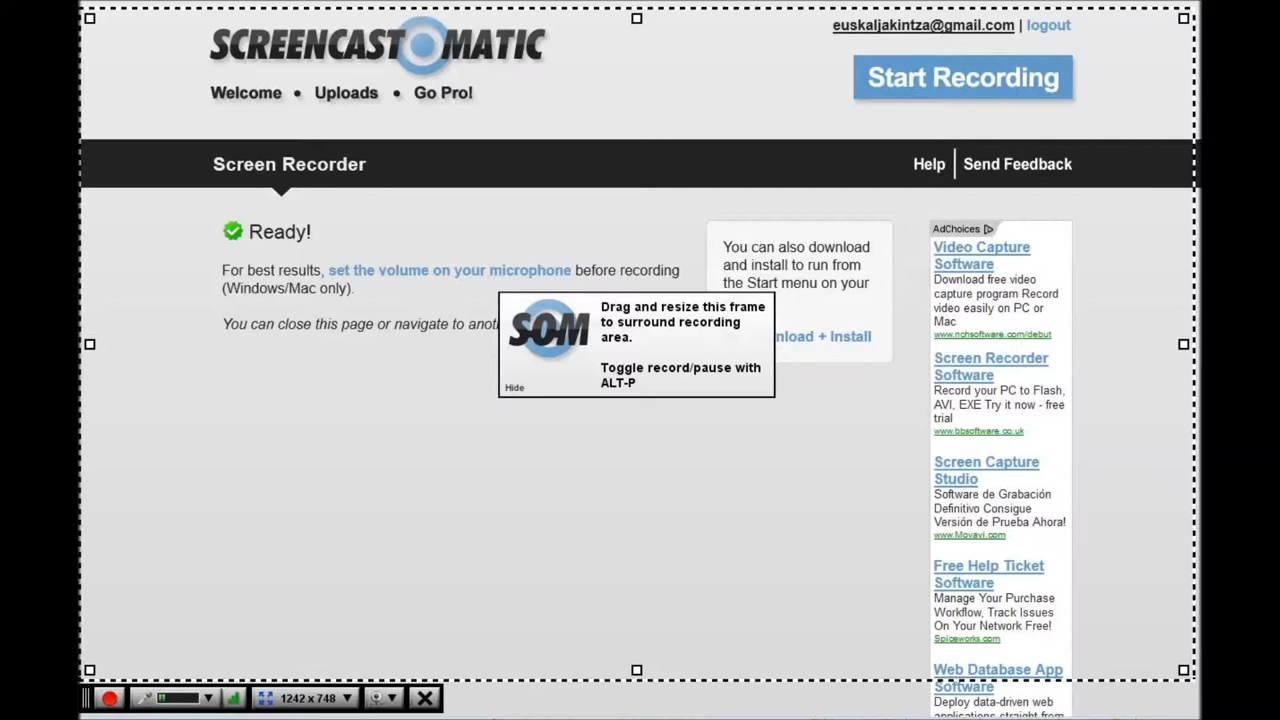 SCREENCAST O MATIC
euskaljakintza@gmail.com | logout
Start Recording
Welcome • Uploads • Go Pro!
Screen Recorder
Help
Send Feedback
Ready!
For best results, set the volume on your microphone before recording
(Windows/Mac only).
You can close this page or navigate to
You can also download
and install to run from
the Start menu on your
+ Install
SOM
Drag and resize this frame
to surround recording
area.
Toggle record/pause with
ALT-P
Hide
AdChoices
Video Capture
Software
Download free video
capture program Record
video easily on PC or
Mac
www.nchsoftware.com/debut
Screen Recorder
Software
Record your PC to Flash,
AVI, EXE Try it now - free
trial
www.bbsoftware.co.uk
Screen Capture
Studio
Software de Grabación
Definitivo Consigue
Versión de Prueba Ahora!
www.Movavi.com
Free Help Ticket
Software
Manage Your Purchase
Workflow, Track Issues
On Your Network Free!
Spiceworks.com
Web Database App
Software
Deploy data-driven web
applications straight from
1242 x 748